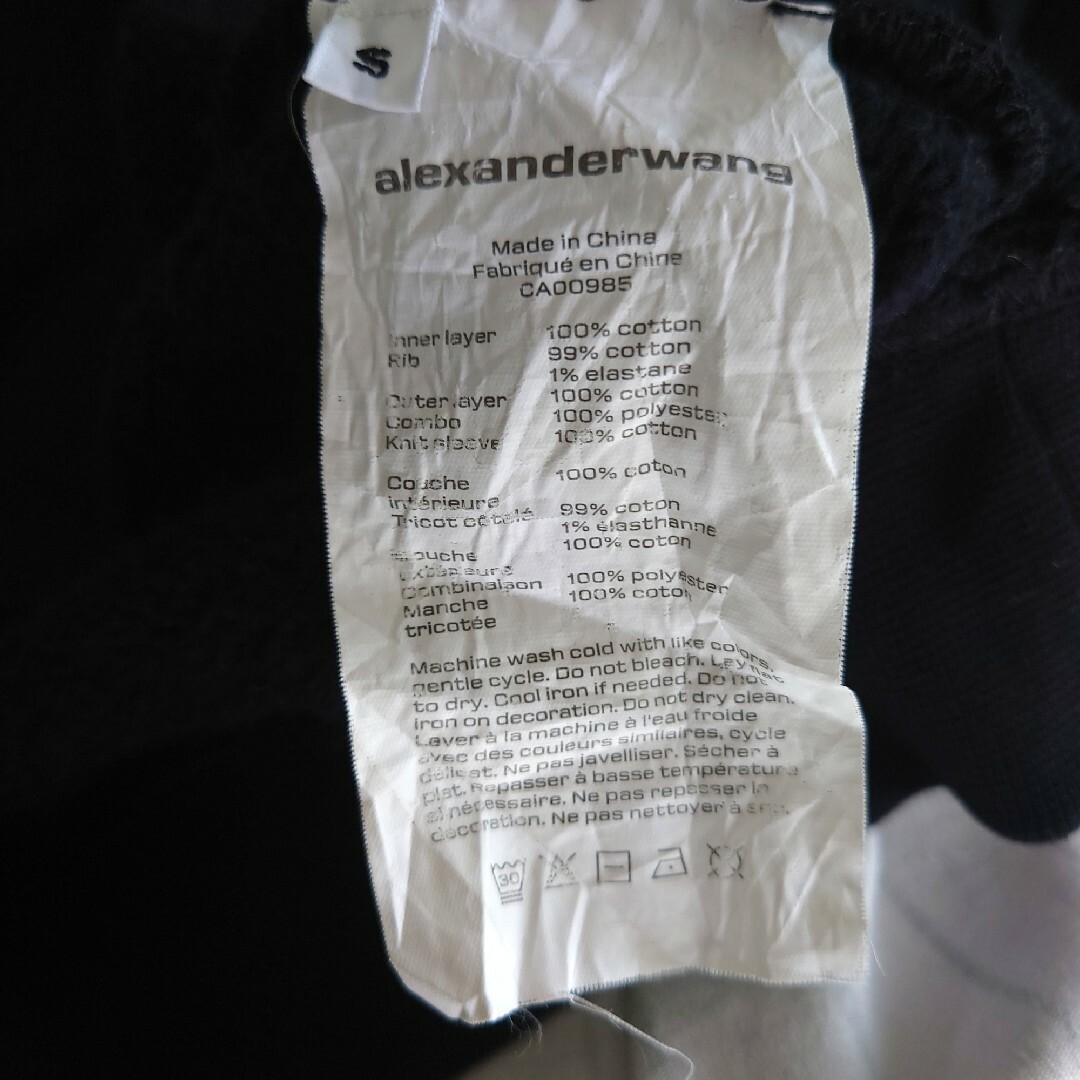 S
alexanderwang
Made in China
Fabriqué en Chine
CA00985
Inner layer 100% cotton
Rib 99% cotton
1% elastane
Outer layer 100% cotton
Combo 100% polyester
Knit sleeve 100% cotton
Couche 100% coton
intérieure
Tricot côtelé 99% coton
1% élasthanne
Couche 100% coton
extérieure
Combinaison 100% polyester
Manche 100% coton
tricotée
Machine wash cold with like colors,
gentle cycle. Do not bleach. Lay flat
to dry. Cool iron if needed. Do not
iron on decoration. Do not dry clean.
Laver à la machine à l'eau froide
avec des couleurs similaires, cycle
délicat. Ne pas javelliser. Sécher à
plat. Repasser à basse température
si nécessaire. Ne pas repasser la
décoration. Ne pas nettoyer à sec.
30